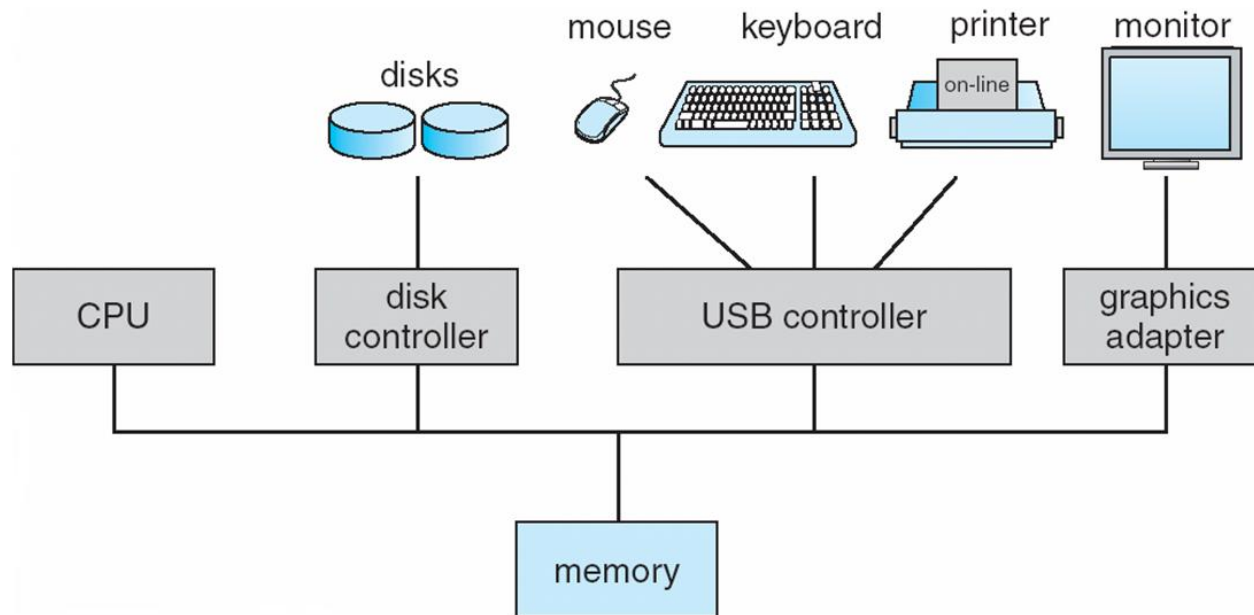 mouse
keyboard
printer
monitor
disks
on-line
CPU
disk
controller
USB controller
graphics
adapter
memory